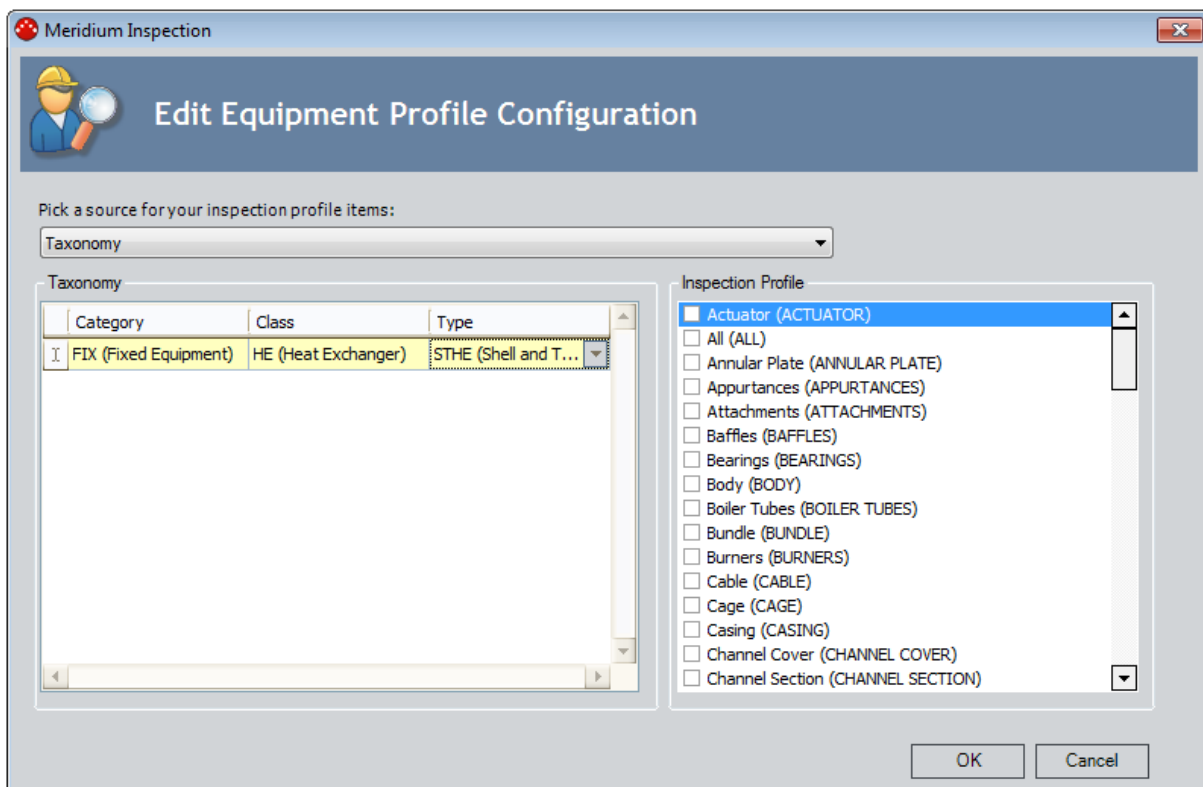 Meridium Inspection
Edit Equipment Profile Configuration
Pick a source for your inspection profile items:
Taxonomy
Taxonomy
Category Class Type
FIX (Fixed Equipment) HE (Heat Exchanger) STHE (Shell and T...
Inspection Profile
Actuator (ACTUATOR)
All (ALL)
Annular Plate (ANNULAR PLATE)
Appurtances (APPURTANCES)
Attachments (ATTACHMENTS)
Baffles (BAFFLES)
Bearings (BEARINGS)
Body (BODY)
Boiler Tubes (BOILER TUBES)
Bundle (BUNDLE)
Burners (BURNERS)
Cable (CABLE)
Cage (CAGE)
Casing (CASING)
Channel Cover (CHANNEL COVER)
Channel Section (CHANNEL SECTION)
OK Cancel